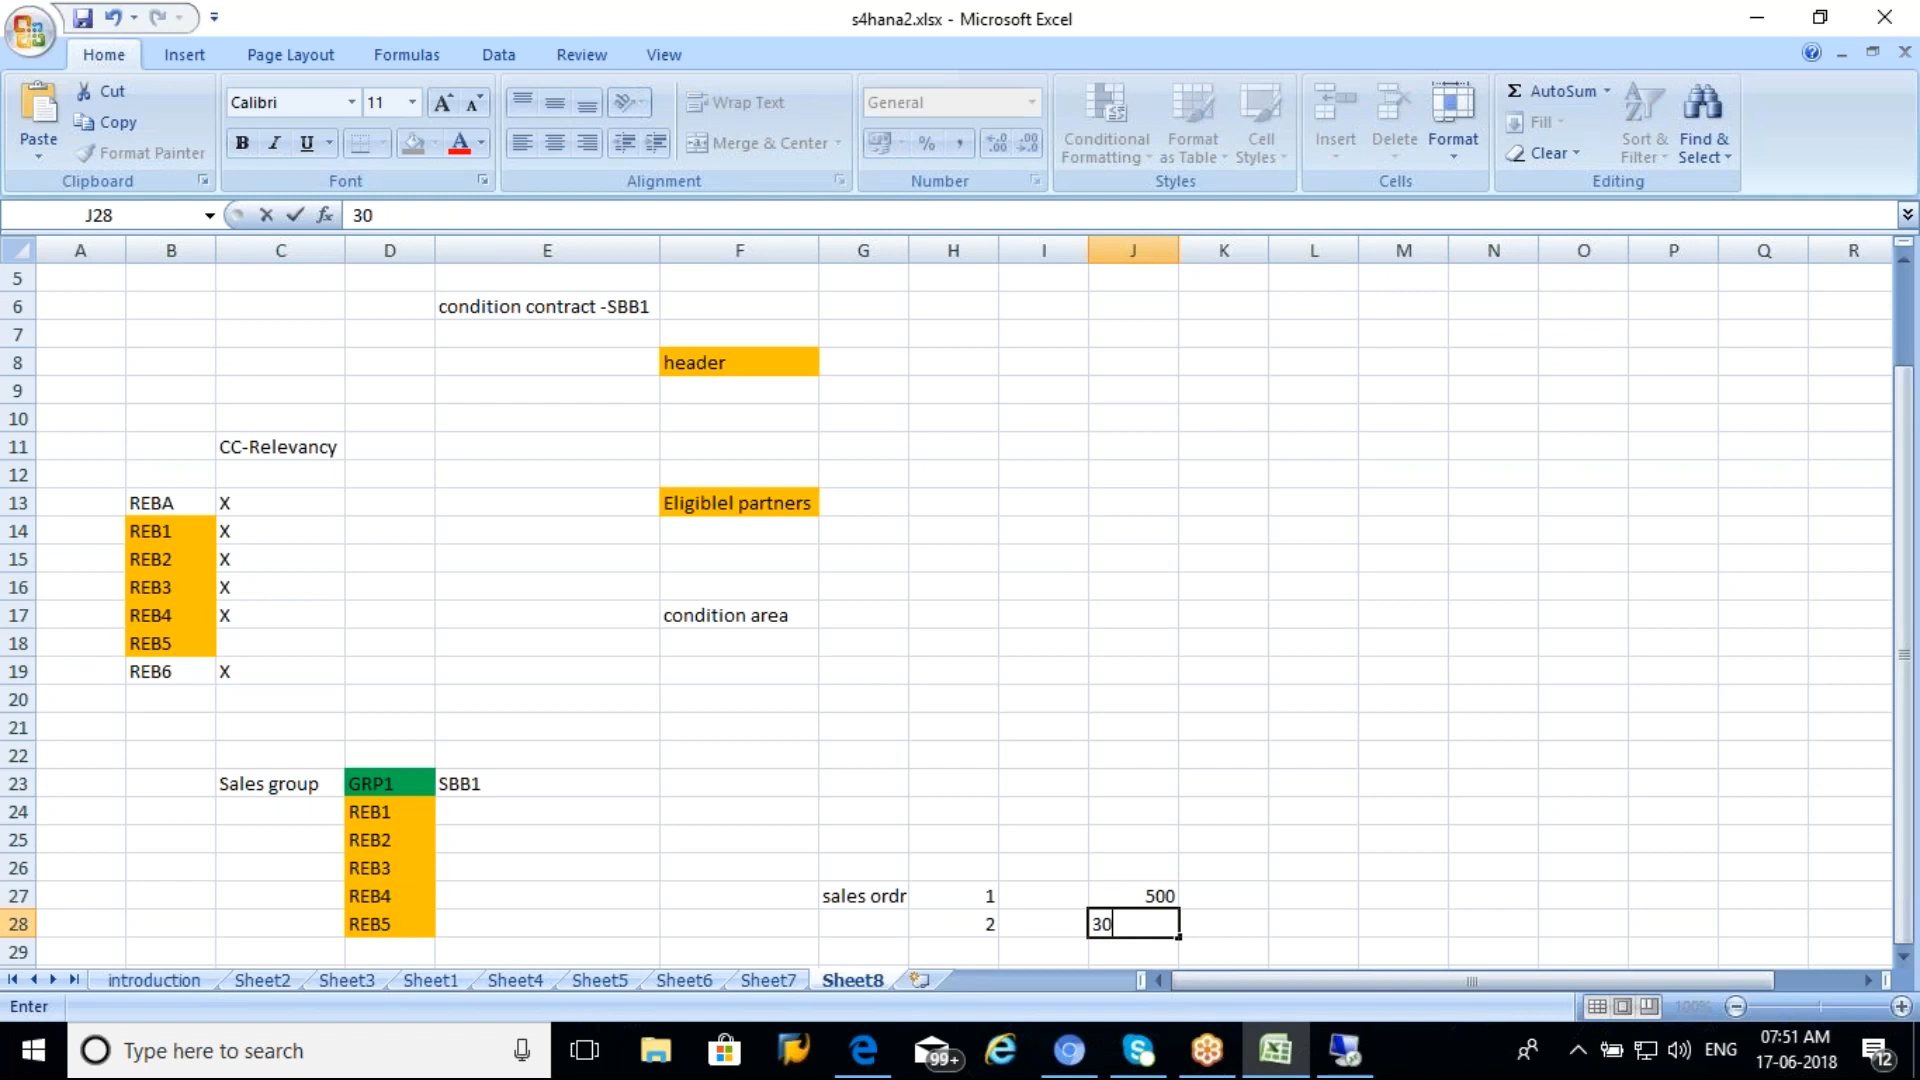 s4hana2.xlsx - Microsoft Excel
Home Insert Page Layout Formulas Data Review View
Paste
Cut
Copy
Format Painter
Clipboard
Calibri 11
B I U
Font
Wrap Text
Merge & Center
Alignment
General
Number
Conditional Formatting
Format as Table
Cell Styles
Styles
Insert Delete Format
Cells
AutoSum
Fill
Clear
Sort & Filter
Find & Select
Editing
J28 fx 30
A B C D E F G H I J K L M N O P Q R
5
6 condition contract -SBB1
7
8 header
9
10
11 CC-Relevancy
12
13 REBA X Eligiblel partners
14 REB1 X
15 REB2 X
16 REB3 X
17 REB4 X condition area
18 REB5
19 REB6 X
20
21
22
23 Sales group GRP1 SBB1
24 REB1
25 REB2
26 REB3
27 REB4 sales ordr 1 500
28 REB5 2 30
29
introduction Sheet2 Sheet3 Sheet1 Sheet4 Sheet5 Sheet6 Sheet7 Sheet8
Enter 100%
Type here to search
99+
ENG
07:51 AM
17-06-2018
12